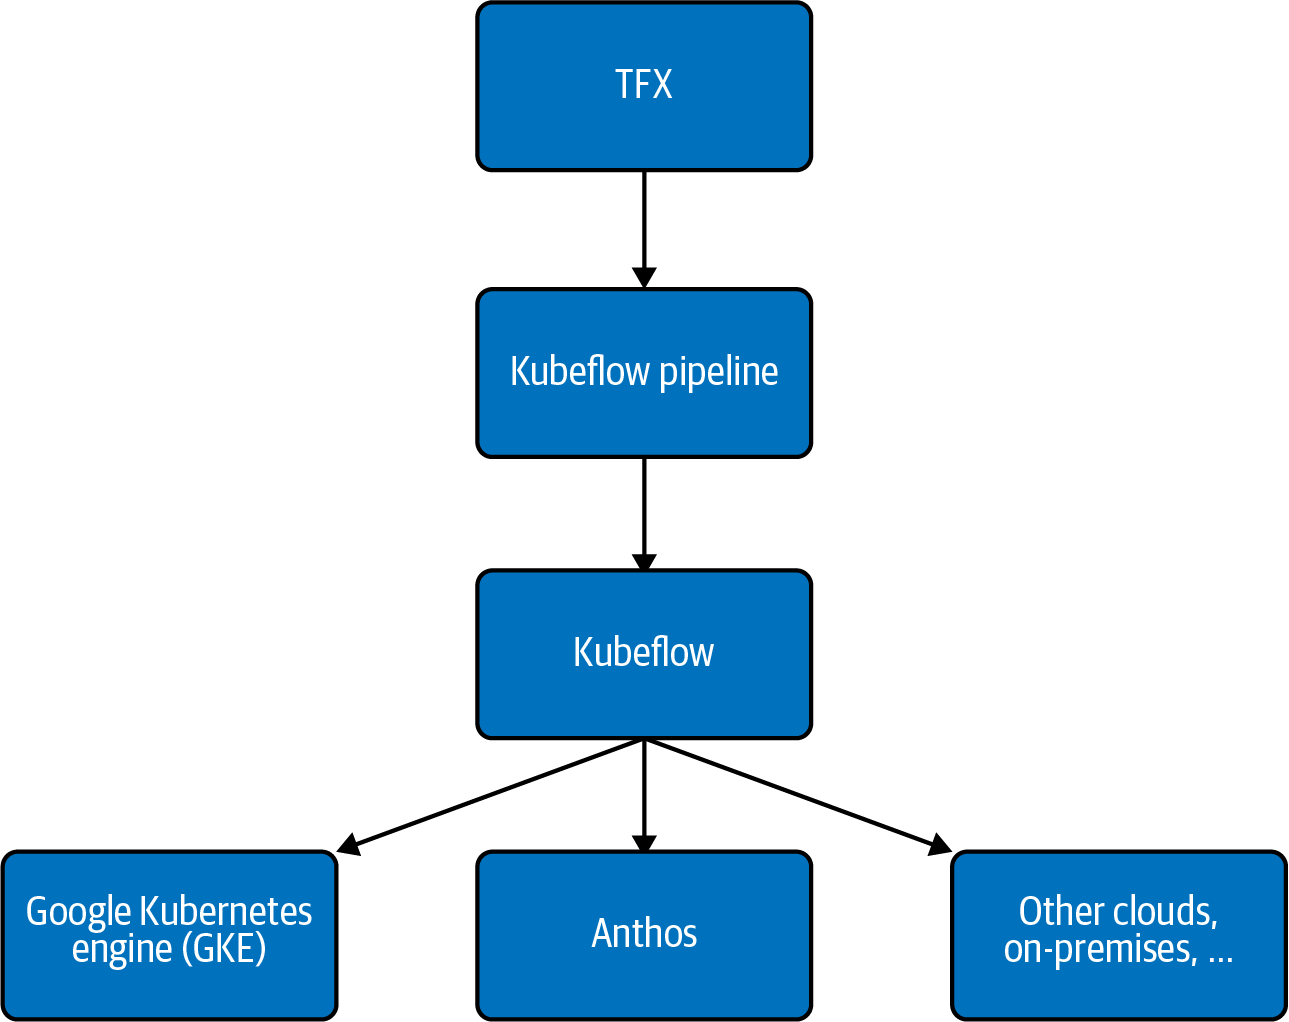 TFX
Kubeflow pipeline
Kubeflow
Google Kubernetes
engine (GKE)
Anthos
Other clouds,
on-premises, ...